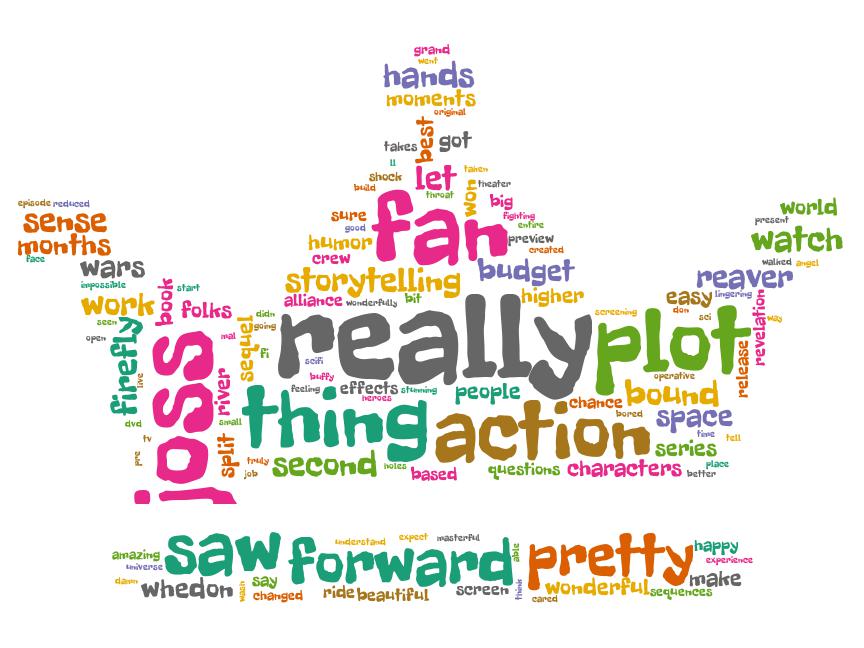 grand
went
hands
moments
original
best
takes
got
ll
shock
let
taken
build
throat
won
theater
episode reduced
sense
months
face
wars
impossible
sure
good
fan
big
fighting
entire
humor
crew
preview
created
world
present
watch
walked angel
reaver
lingering
storytelling
budget
higher
alliance wonderfully bit
easy
don sci
revelation
way
work
seen
open
book
start
folks
didn
going
mal
laughed
fi
scifi
buffy
really
screening
plot
operative
release
firefly
live
joss
river
small
feeling
effects stunning
heroes
people
chance
bored
bound
space
time
tell
dvd
tv
pre
split
truly
job
thing
action
second
holes
based
questions
characters
series
place
better
amazing
universe
damn
whedon
saw
wash
say
changed
understand
expect
masterful
forward
able
think
ride beautiful
screen
pretty
cared
wonderful
sequences
happy
experience
make